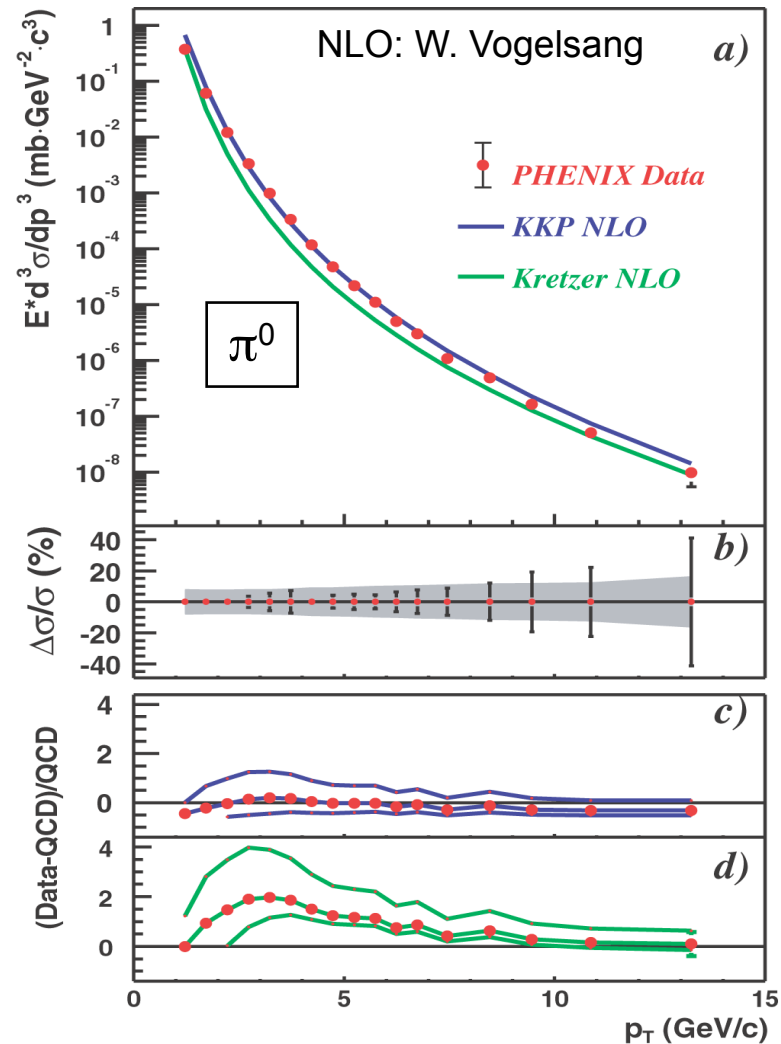 NLO: W. Vogelsang
a)
E*d³σ/dp³ (mb·GeV⁻²·c³)
1
10⁻¹
10⁻²
10⁻³
10⁻⁴
10⁻⁵
10⁻⁶
10⁻⁷
10⁻⁸
PHENIX Data
KKP NLO
Kretzer NLO
π⁰
b)
Δσ/σ (%)
40
20
0
-20
-40
c)
(Data-QCD)/QCD
4
2
0
d)
4
2
0
0
5
10
15
p_T (GeV/c)